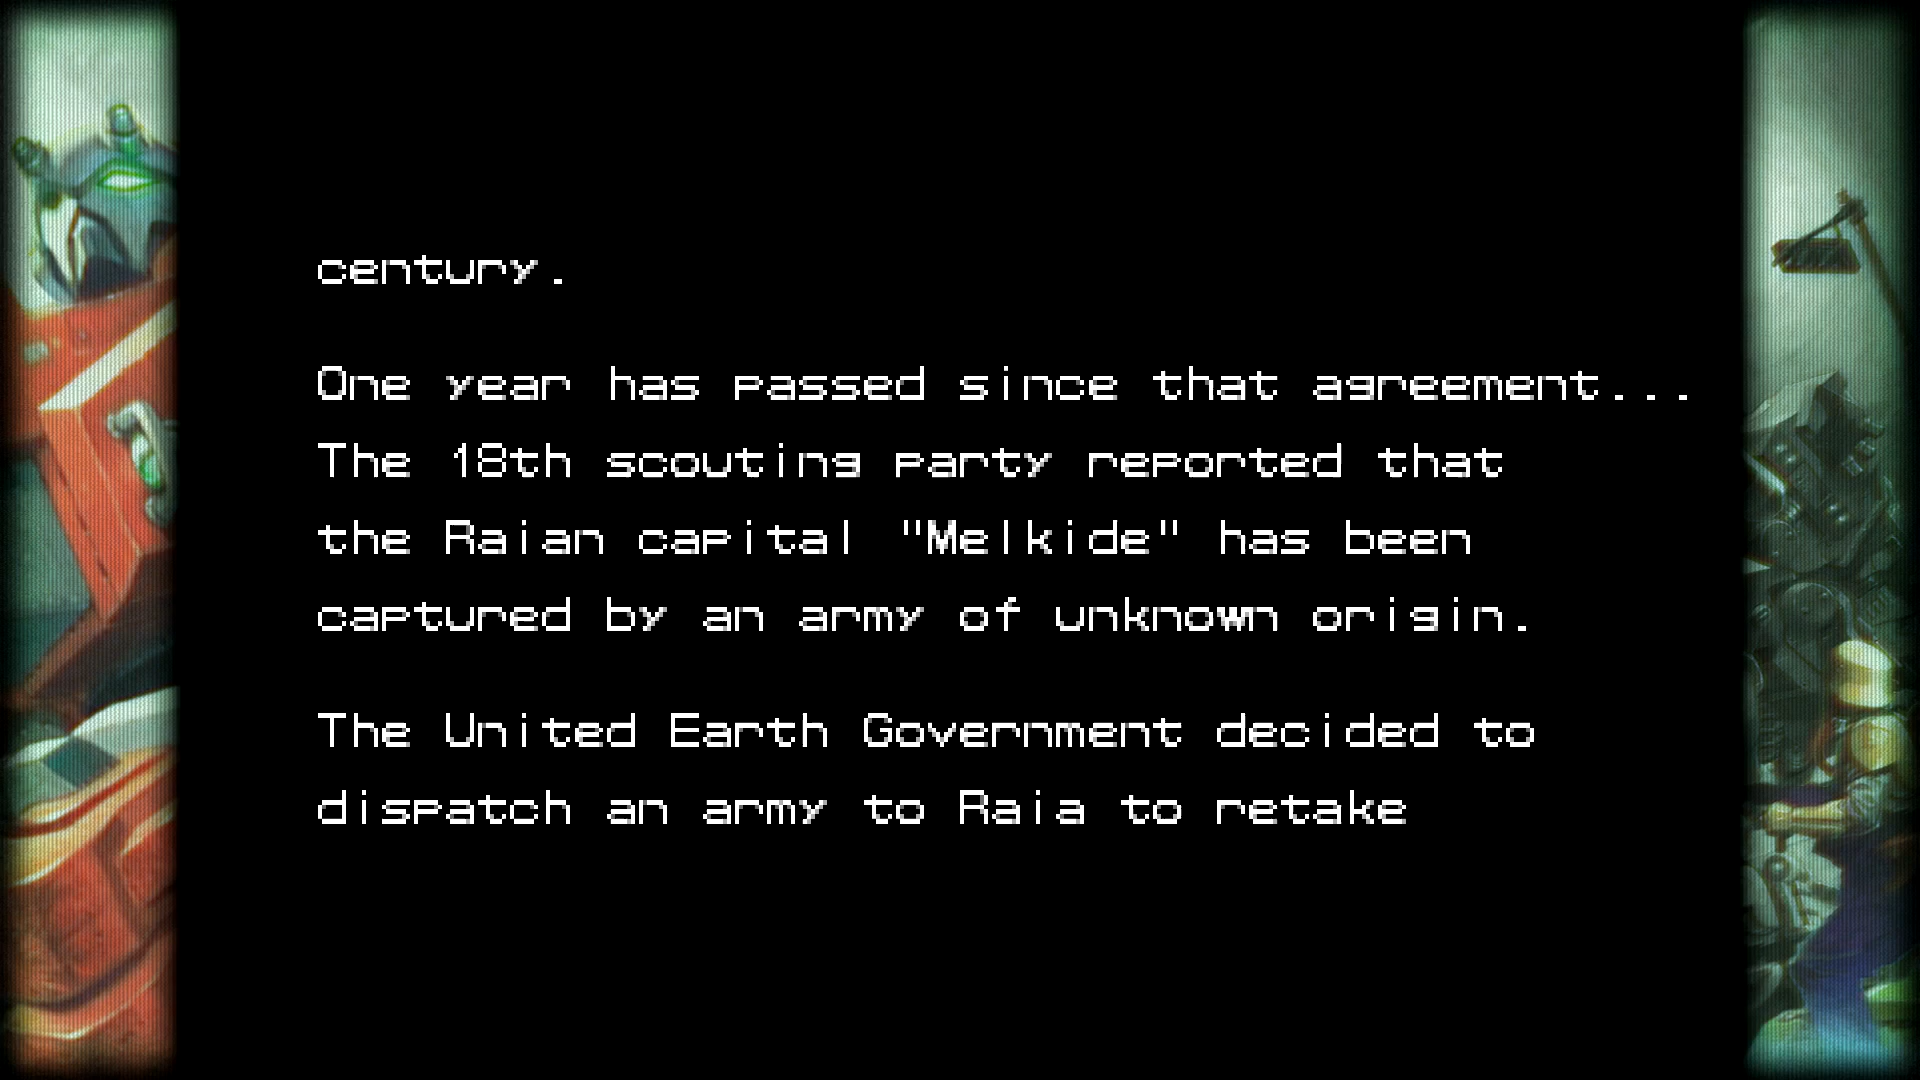 century.
One year has passed since that agreement...
The 18th scouting party reported that
the Raian capital "Melkide" has been
captured by an army of unknown origin.
The United Earth Government decided to
dispatch an army to Raia to retake